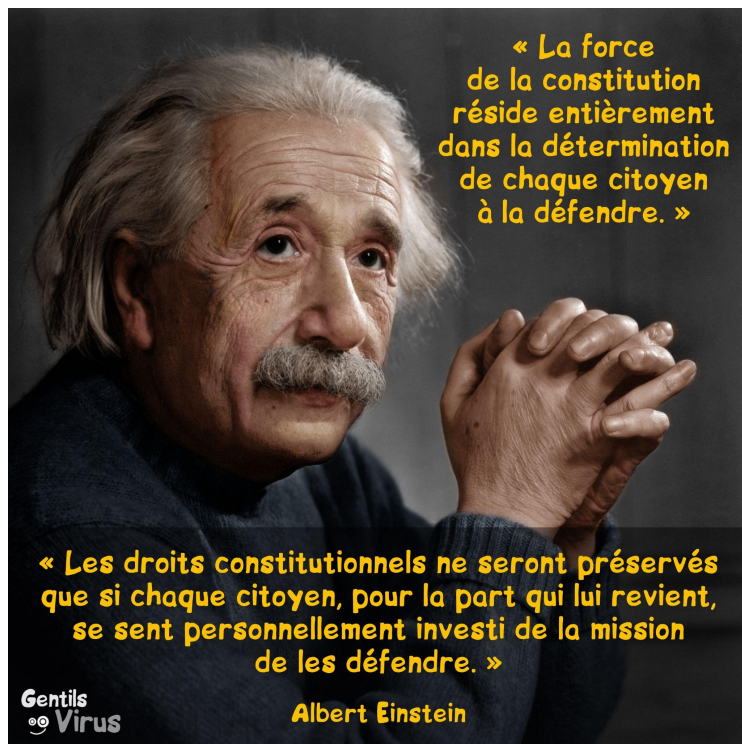 « La force
de la constitution
réside entièrement
dans la détermination
de chaque citoyen
à la défendre. »
« Les droits constitutionnels ne seront préservés
que si chaque citoyen, pour la part qui lui revient,
se sent personnellement investi de la mission
de les défendre. »
Albert Einstein
Gentils
Virus